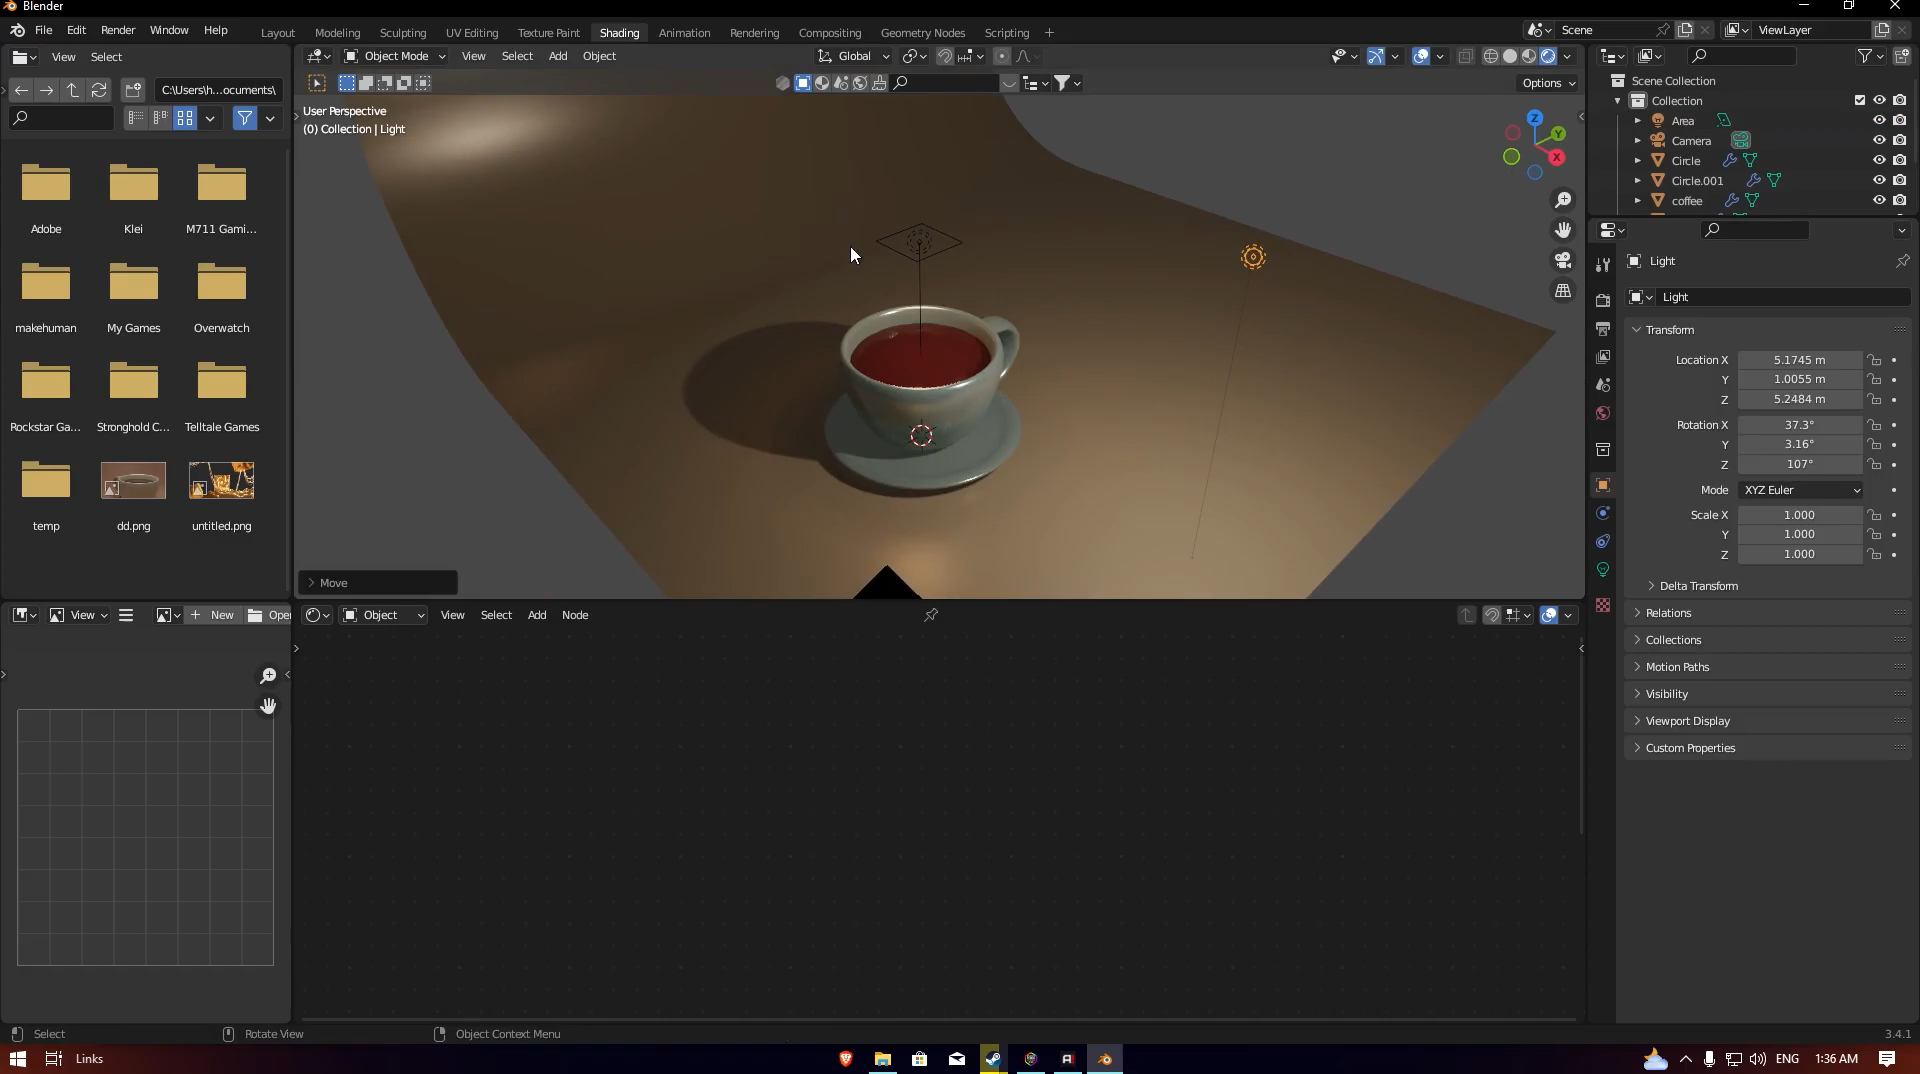 Blender
File Edit Render Window Help
Layout Modeling Sculpting UV Editing Texture Paint Shading Animation Rendering Compositing Geometry Nodes Scripting +
Scene
ViewLayer
View Select
Object Mode View Select Add Object
Global
C:\Users\h...ocuments\
Options
User Perspective
(0) Collection | Light
Z
Y
X
Scene Collection
Collection
Area
Camera
Circle
Circle.001
coffee
Adobe Klei M711 Gami...
makehuman My Games Overwatch
Rockstar Ga... Stronghold C... Telltale Games
temp dd.png untitled.png
Light
Light
Transform
Location X 5.1745 m
Y 1.0055 m
Z 5.2484 m
Rotation X 37.3°
Y 3.16°
Z 107°
Mode XYZ Euler
Scale X 1.000
Y 1.000
Z 1.000
Delta Transform
Relations
Collections
Motion Paths
Visibility
Viewport Display
Custom Properties
Move
View New Ope
Object View Select Add Node
Select Rotate View Object Context Menu
3.4.1
Links
ENG 1:36 AM